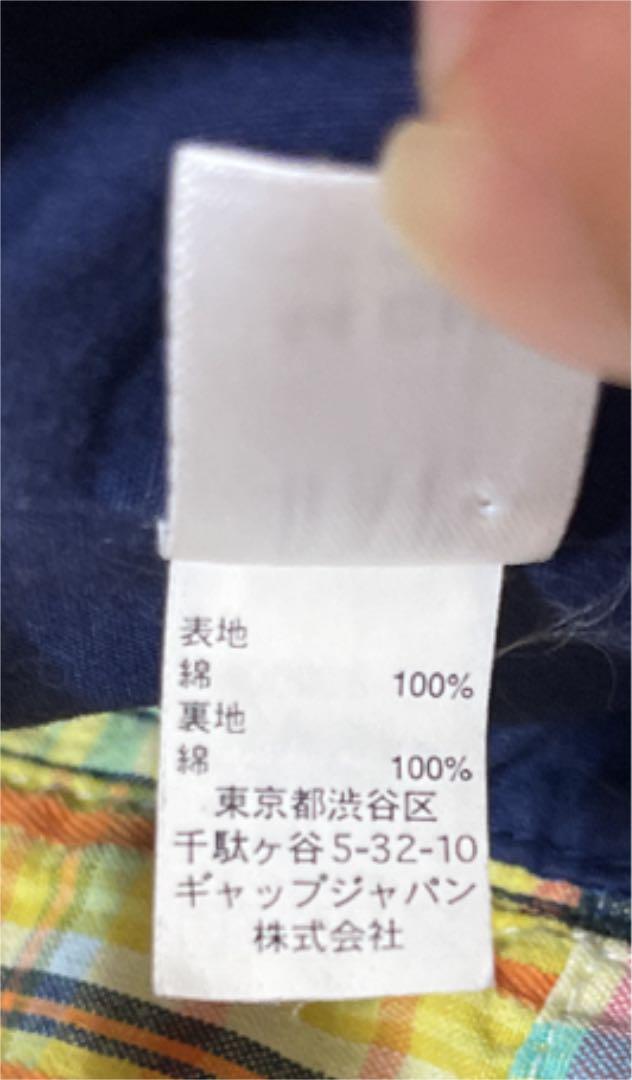 表地
綿 100%
裏地
綿 100%
東京都渋谷区
千駄ヶ谷5-32-10
ギャップジャパン
株式会社